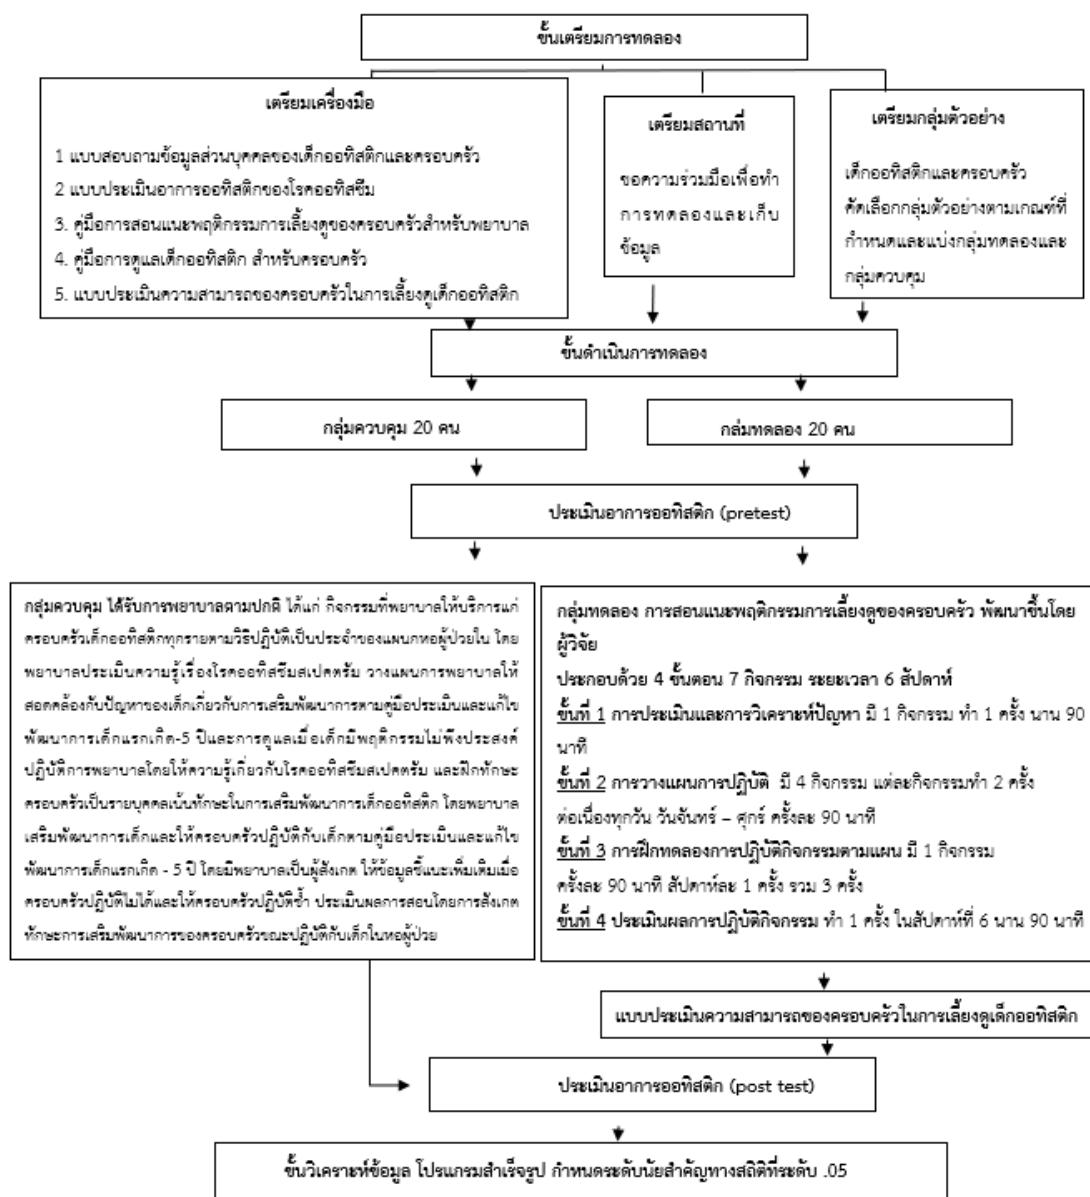 ขั้นเตรียมการทดลอง
เตรียมเครื่องมือ
1 แบบสอบถามข้อมูลส่วนบุคคลของเด็กออทิสติกและครอบครัว
2 แบบประเมินอาการออทิสติกของโรคออทิสซึม
3. คู่มือการสอนแนะพฤติกรรมการเลี้ยงดูของครอบครัวสำหรับพยาบาล
4. คู่มือการดูแลเด็กออทิสติก สำหรับครอบครัว
5. แบบประเมินความสามารถของครอบครัวในการเลี้ยงดูเด็กออทิสติก
เตรียมสถานที่
ขอความร่วมมือเพื่อทำ
การทดลองและเก็บ
ข้อมูล
เตรียมกลุ่มตัวอย่าง
เด็กออทิสติกและครอบครัว
คัดเลือกกลุ่มตัวอย่างตามเกณฑ์ที่
กำหนดและแบ่งกลุ่มทดลองและ
กลุ่มควบคุม
ขั้นดำเนินการทดลอง
กลุ่มควบคุม 20 คน
กล่มทดลอง 20 คน
ประเมินอาการออทิสติก (pretest)
กลุ่มควบคุม ได้รับการพยาบาลตามปกติ ได้แก่ กิจกรรมที่พยาบาลให้บริการแก่
ครอบครัวเด็กออทิสติกทุกรายตามวิธีปฏิบัติเป็นประจำของแผนกหอผู้ป่วยใน โดย
พยาบาลประเมินความรู้เรื่องโรคออทิสซึมสเปคตรัม วางแผนการพยาบาลให้
สอดคล้องกับปัญหาของเด็กเกี่ยวกับการเสริมพัฒนาการตามคู่มือประเมินและแก้ไข
พัฒนาการเด็กแรกเกิด-5 ปีและการดูแลเมื่อเด็กมีพฤติกรรมไม่พึงประสงค์
ปฏิบัติการพยาบาลโดยให้ความรู้เกี่ยวกับโรคออทิสซึมสเปคตรัม และฝึกทักษะ
ครอบครัวเป็นรายบุคคลเน้นทักษะในการเสริมพัฒนาการเด็กออทิสติก โดยพยาบาล
เสริมพัฒนาการเด็กและให้ครอบครัวปฏิบัติกับเด็กตามคู่มือประเมินและแก้ไข
พัฒนาการเด็กแรกเกิด - 5 ปี โดยมีพยาบาลเป็นผู้สังเกต ให้ข้อมูลชี้แนะเพิ่มเติมเมื่อ
ครอบครัวปฏิบัติไม่ได้และให้ครอบครัวปฏิบัติซ้ำ ประเมินผลการสอนโดยการสังเกต
ทักษะการเสริมพัฒนาการของครอบครัวขณะปฏิบัติกับเด็กในหอผู้ป่วย
กลุ่มทดลอง การสอนแนะพฤติกรรมการเลี้ยงดูของครอบครัว พัฒนาขึ้นโดย
ผู้วิจัย
ประกอบด้วย 4 ขั้นตอน 7 กิจกรรม ระยะเวลา 6 สัปดาห์
ขั้นที่ 1 การประเมินและการวิเคราะห์ปัญหา มี 1 กิจกรรม ทำ 1 ครั้ง นาน 90
นาที
ขั้นที่ 2 การวางแผนการปฏิบัติ มี 4 กิจกรรม แต่ละกิจกรรมทำ 2 ครั้ง
ต่อเนื่องทุกวัน วันจันทร์ – ศุกร์ ครั้งละ 90 นาที
ขั้นที่ 3 การฝึกทดลองการปฏิบัติกิจกรรมตามแผน มี 1 กิจกรรม
ครั้งละ 90 นาที สัปดาห์ละ 1 ครั้ง รวม 3 ครั้ง
ขั้นที่ 4 ประเมินผลการปฏิบัติกิจกรรม ทำ 1 ครั้ง ในสัปดาห์ที่ 6 นาน 90 นาที
แบบประเมินความสามารถของครอบครัวในการเลี้ยงดูเด็กออทิสติก
ประเมินอาการออทิสติก (post test)
ขั้นวิเคราะห์ข้อมูล โปรแกรมสำเร็จรูป กำหนดระดับนัยสำคัญทางสถิติที่ระดับ .05